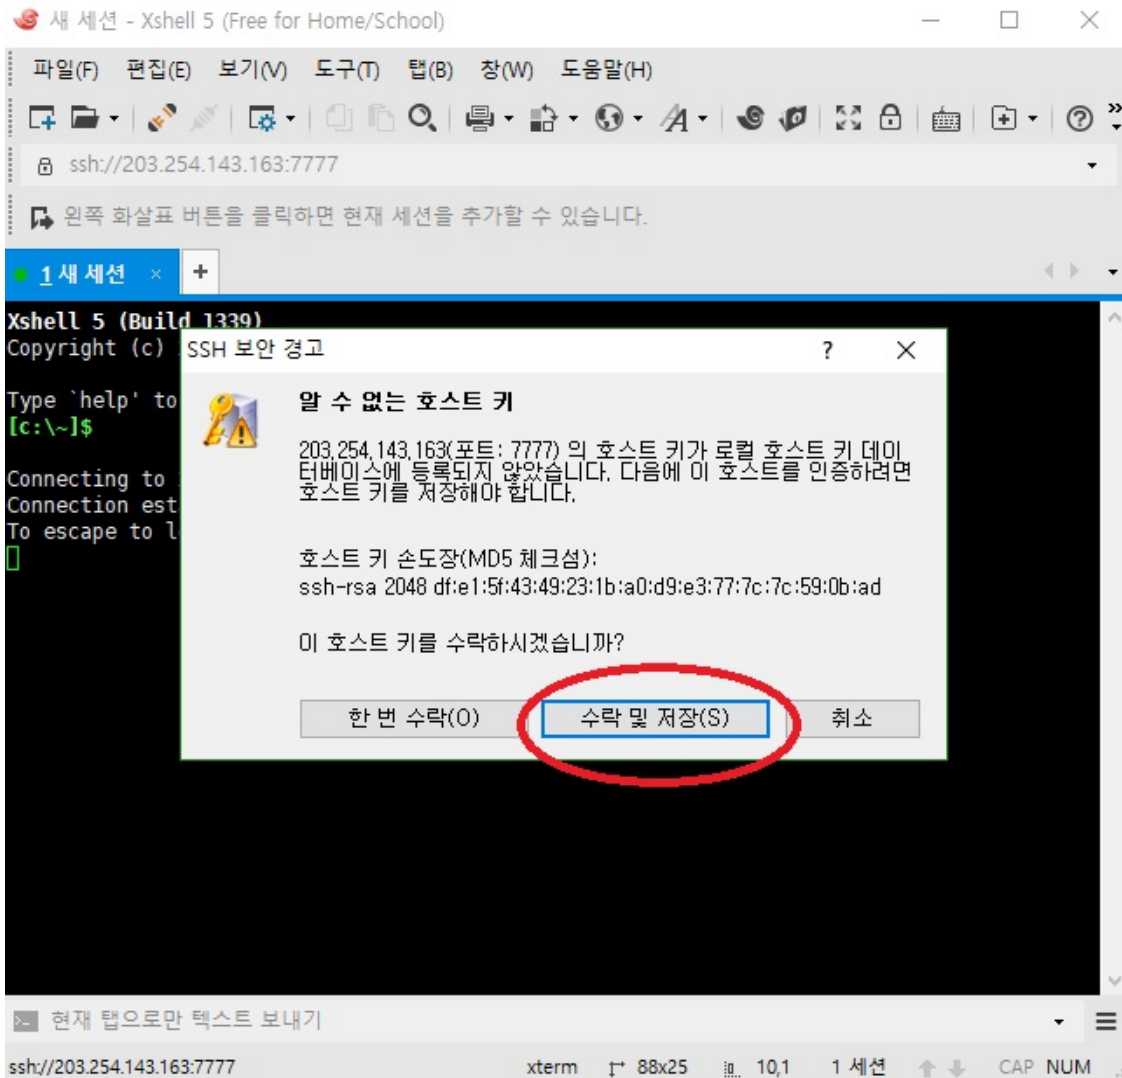 새 세션 - Xshell 5 (Free for Home/School)
파일(F) 편집(E) 보기(V) 도구(T) 탭(B) 창(W) 도움말(H)
ssh://203.254.143.163:7777
왼쪽 화살표 버튼을 클릭하면 현재 세션을 추가할 수 있습니다.
1 새 세션 × +
Xshell 5 (Build 1339)
Copyright (c)
Type `help' to
[c:\~]$
Connecting to
Connection est
To escape to l
SSH 보안 경고 ? ×
알 수 없는 호스트 키
203,254,143,163(포트: 7777) 의 호스트 키가 로컬 호스트 키 데이
터베이스에 등록되지 않았습니다. 다음에 이 호스트를 인증하려면
호스트 키를 저장해야 합니다.
호스트 키 손도장(MD5 체크섬):
ssh-rsa 2048 df:e1:5f:43:49:23:1b:a0:d9:e3:77:7c:7c:59:0b:ad
이 호스트 키를 수락하시겠습니까?
한 번 수락(O) 수락 및 저장(S) 취소
현재 탭으로만 텍스트 보내기
ssh://203.254.143.163:7777 xterm 88x25 10,1 1 세션 CAP NUM